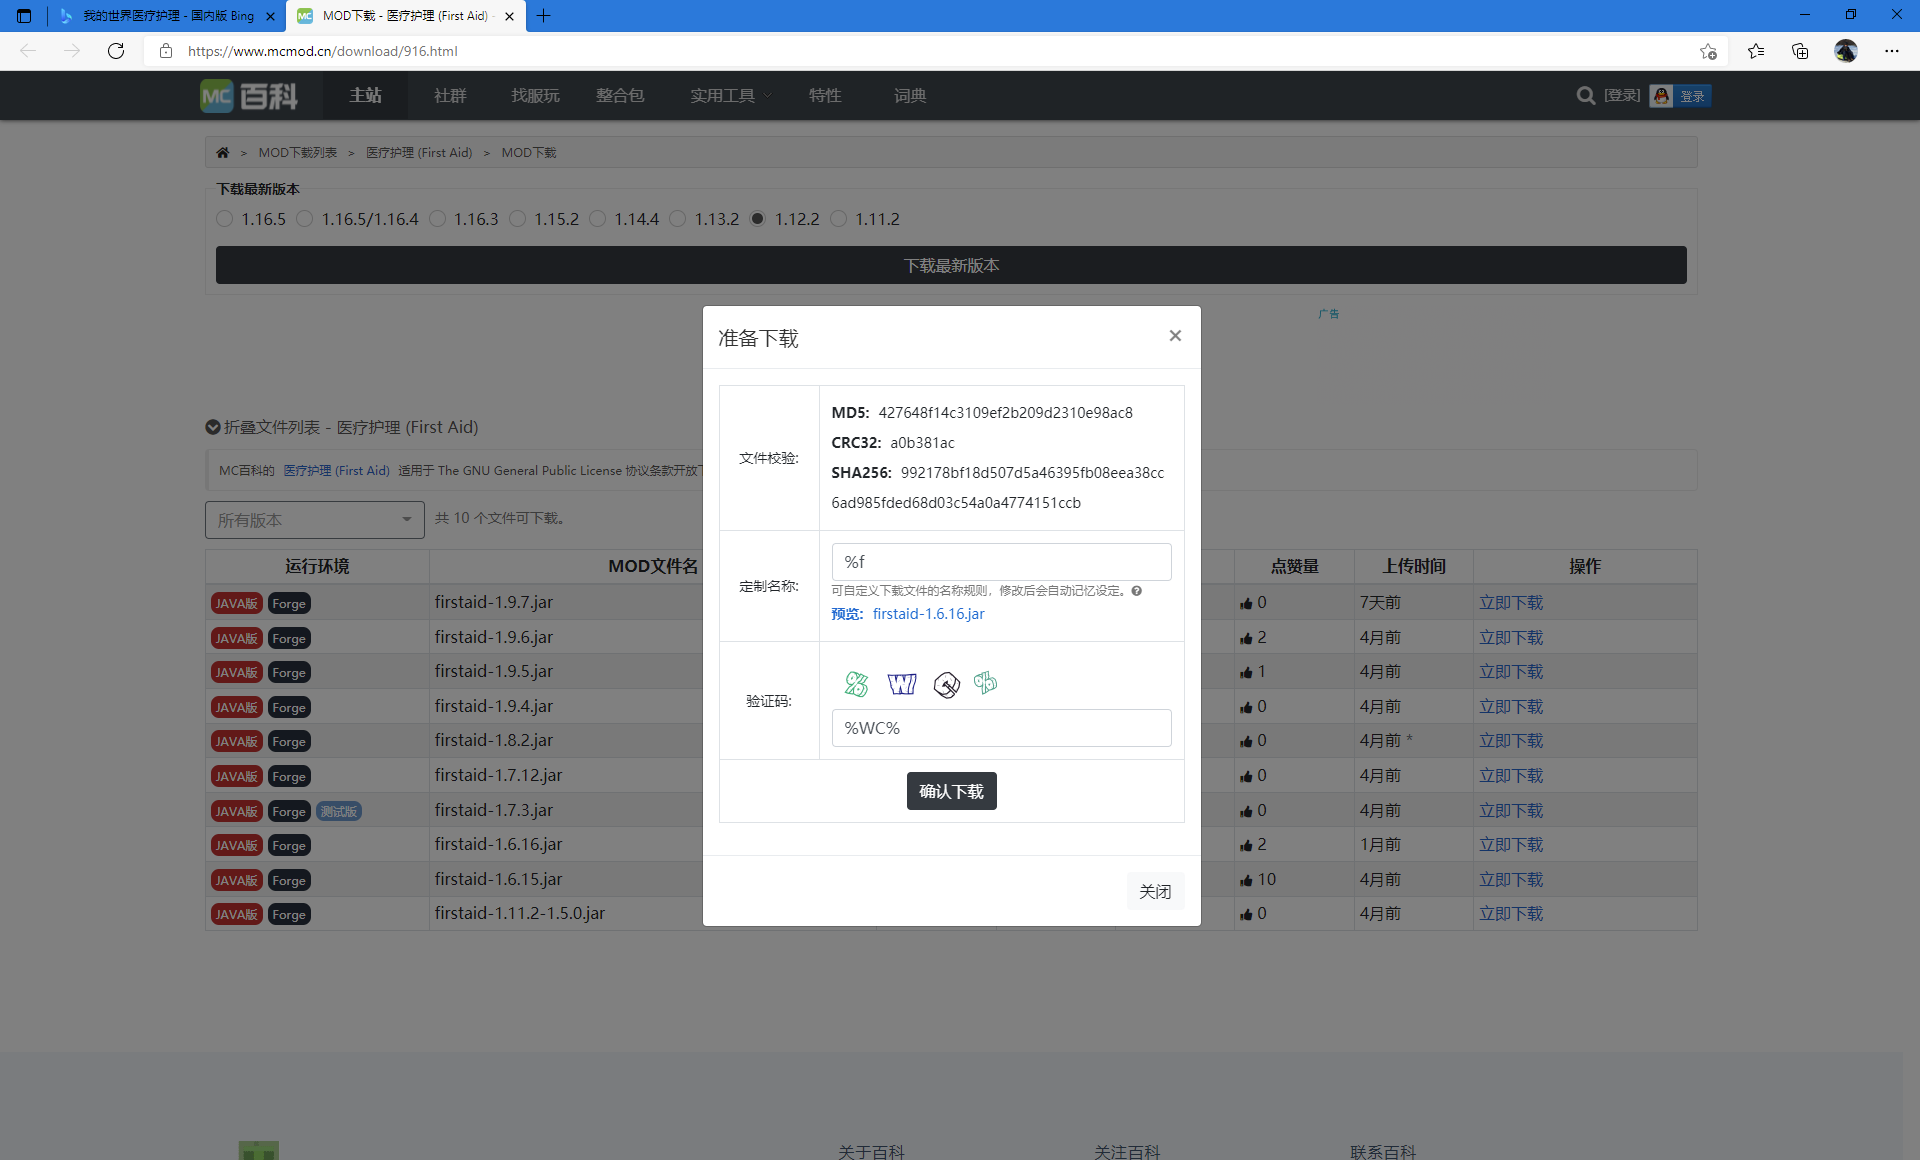 我的世界医疗护理 - 国内版 Bing
MOD下载 - 医疗护理 (First Aid) -
https://www.mcmod.cn/download/916.html
MC百科 主站 社群 找服玩 整合包 实用工具 特性 词典 [登录] 登录
> MOD下载列表 > 医疗护理 (First Aid) > MOD下载
下载最新版本
1.16.5 1.16.5/1.16.4 1.16.3 1.15.2 1.14.4 1.13.2 1.12.2 1.11.2
下载最新版本
广告
准备下载 ×
文件校验:
MD5: 427648f14c3109ef2b209d2310e98ac8
CRC32: a0b381ac
SHA256: 992178bf18d507d5a46395fb08eea38cc
6ad985fded68d03c54a0a4774151ccb
定制名称:
%f
可自定义下载文件的名称规则，修改后会自动记忆设定。
预览: firstaid-1.6.16.jar
验证码:
%WC%
确认下载
关闭
折叠文件列表 - 医疗护理 (First Aid)
MC百科的 医疗护理 (First Aid) 适用于 The GNU General Public License 协议条款开放下
所有版本 共 10 个文件可下载。
运行环境 MOD文件名 点赞量 上传时间 操作
JAVA版 Forge firstaid-1.9.7.jar 0 7天前 立即下载
JAVA版 Forge firstaid-1.9.6.jar 2 4月前 立即下载
JAVA版 Forge firstaid-1.9.5.jar 1 4月前 立即下载
JAVA版 Forge firstaid-1.9.4.jar 0 4月前 立即下载
JAVA版 Forge firstaid-1.8.2.jar 0 4月前 * 立即下载
JAVA版 Forge firstaid-1.7.12.jar 0 4月前 立即下载
JAVA版 Forge 测试版 firstaid-1.7.3.jar 0 4月前 立即下载
JAVA版 Forge firstaid-1.6.16.jar 2 1月前 立即下载
JAVA版 Forge firstaid-1.6.15.jar 10 4月前 立即下载
JAVA版 Forge firstaid-1.11.2-1.5.0.jar 0 4月前 立即下载
关于百科 关注百科 联系百科